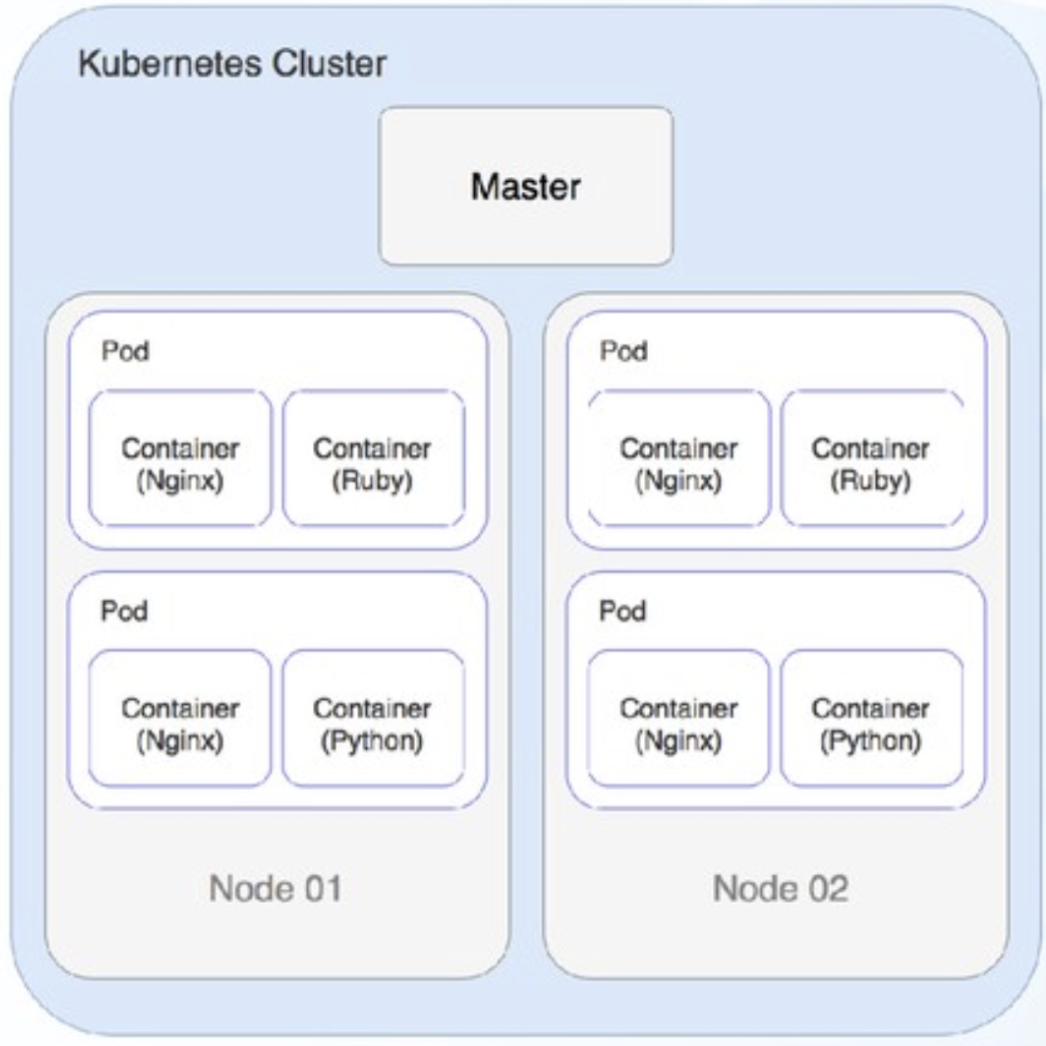 Kubernetes Cluster
Master
Pod
Container
(Nginx)
Container
(Ruby)
Pod
Container
(Nginx)
Container
(Python)
Node 01
Pod
Container
(Nginx)
Container
(Ruby)
Pod
Container
(Nginx)
Container
(Python)
Node 02